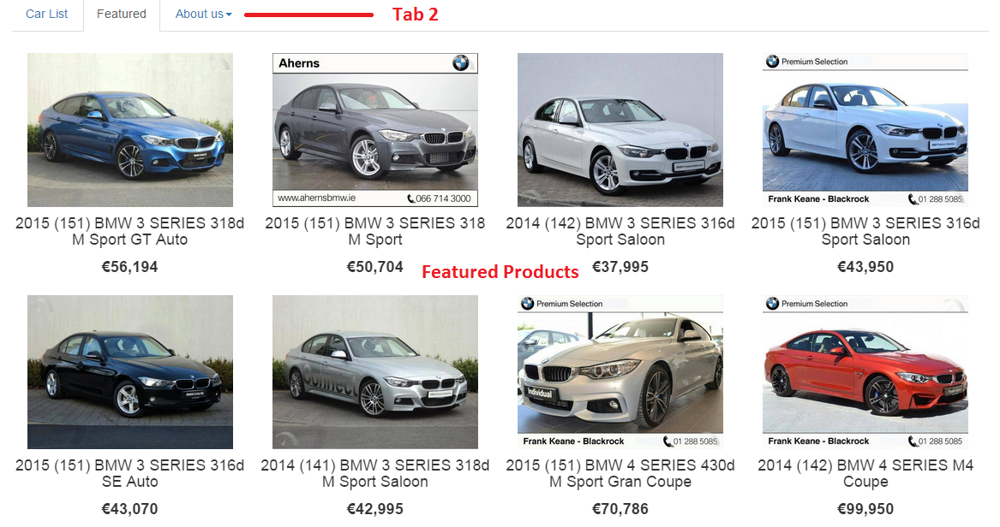 Car List
Featured
About us
Tab 2
Aherns
www.ahernsbmw.ie
066 714 3000
Premium Selection
Frank Keane - Blackrock
01 288 5085
2015 (151) BMW 3 SERIES 318d
M Sport GT Auto
€56,194
2015 (151) BMW 3 SERIES 318
M Sport
€50,704
2014 (142) BMW 3 SERIES 316d
Sport Saloon
€37,995
2015 (151) BMW 3 SERIES 316d
Sport Saloon
€43,950
Featured Products
Connect
Premium Selection
Individual
Frank Keane - Blackrock
01 288 5085
Premium Selection
Frank Keane - Blackrock
01 288 5085
2015 (151) BMW 3 SERIES 316d
SE Auto
€43,070
2014 (141) BMW 3 SERIES 318d
M Sport Saloon
€42,995
2015 (151) BMW 4 SERIES 430d
M Sport Gran Coupe
€70,786
2014 (142) BMW 4 SERIES M4
Coupe
€99,950